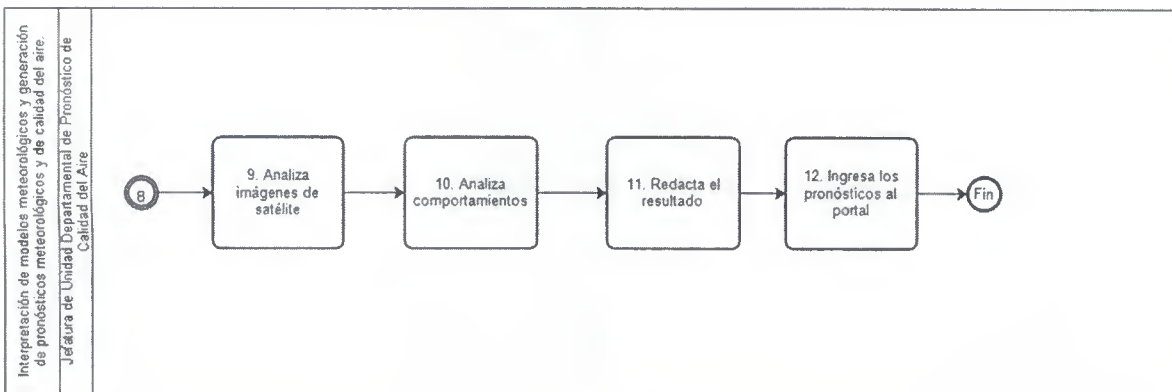 Interpretación de modelos meteorológicos y generación
de pronósticos meteorológicos y de calidad del aire.
Jefatura de Unidad Departamental de Pronóstico de
Calidad del Aire
8
9. Analiza
imágenes de
satélite
10. Analiza
comportamientos
11. Redacta el
resultado
12. Ingresa los
pronósticos al
portal
Fin